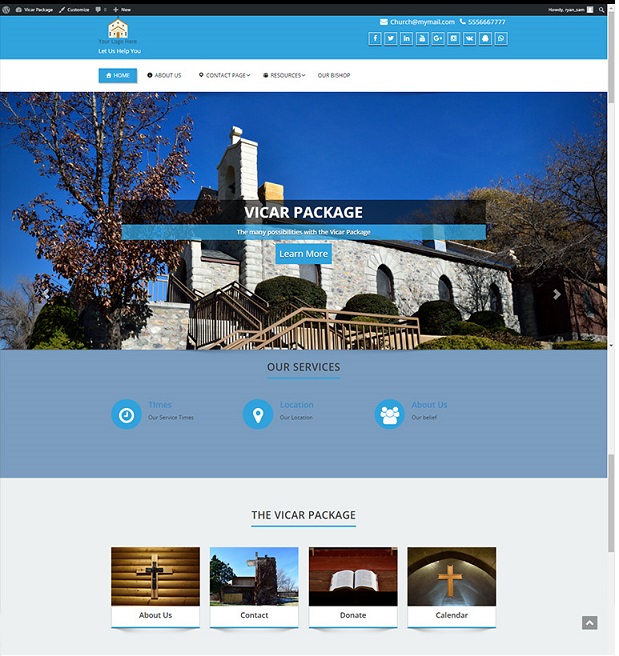 Vicar Package Customize 0 New Howdy, ryan_sam
Your Logo Here
Let Us Help You
Church@mymail.com 5556667777
HOME ABOUT US CONTACT PAGE RESOURCES OUR BISHOP
VICAR PACKAGE
The many possibilities with the Vicar Package
Learn More
OUR SERVICES
Times Location About Us
Our Service Times Our Location Our belief
THE VICAR PACKAGE
About Us Contact Donate Calendar